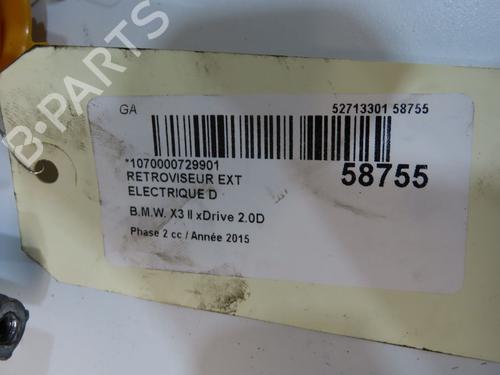 GA 52713301 58755
*1070000729901 58755
RETROVISEUR EXT
ELECTRIQUE D
B.M.W. X3 II xDrive 2.0D
Phase 2 cc / Année 2015
B-PARTS